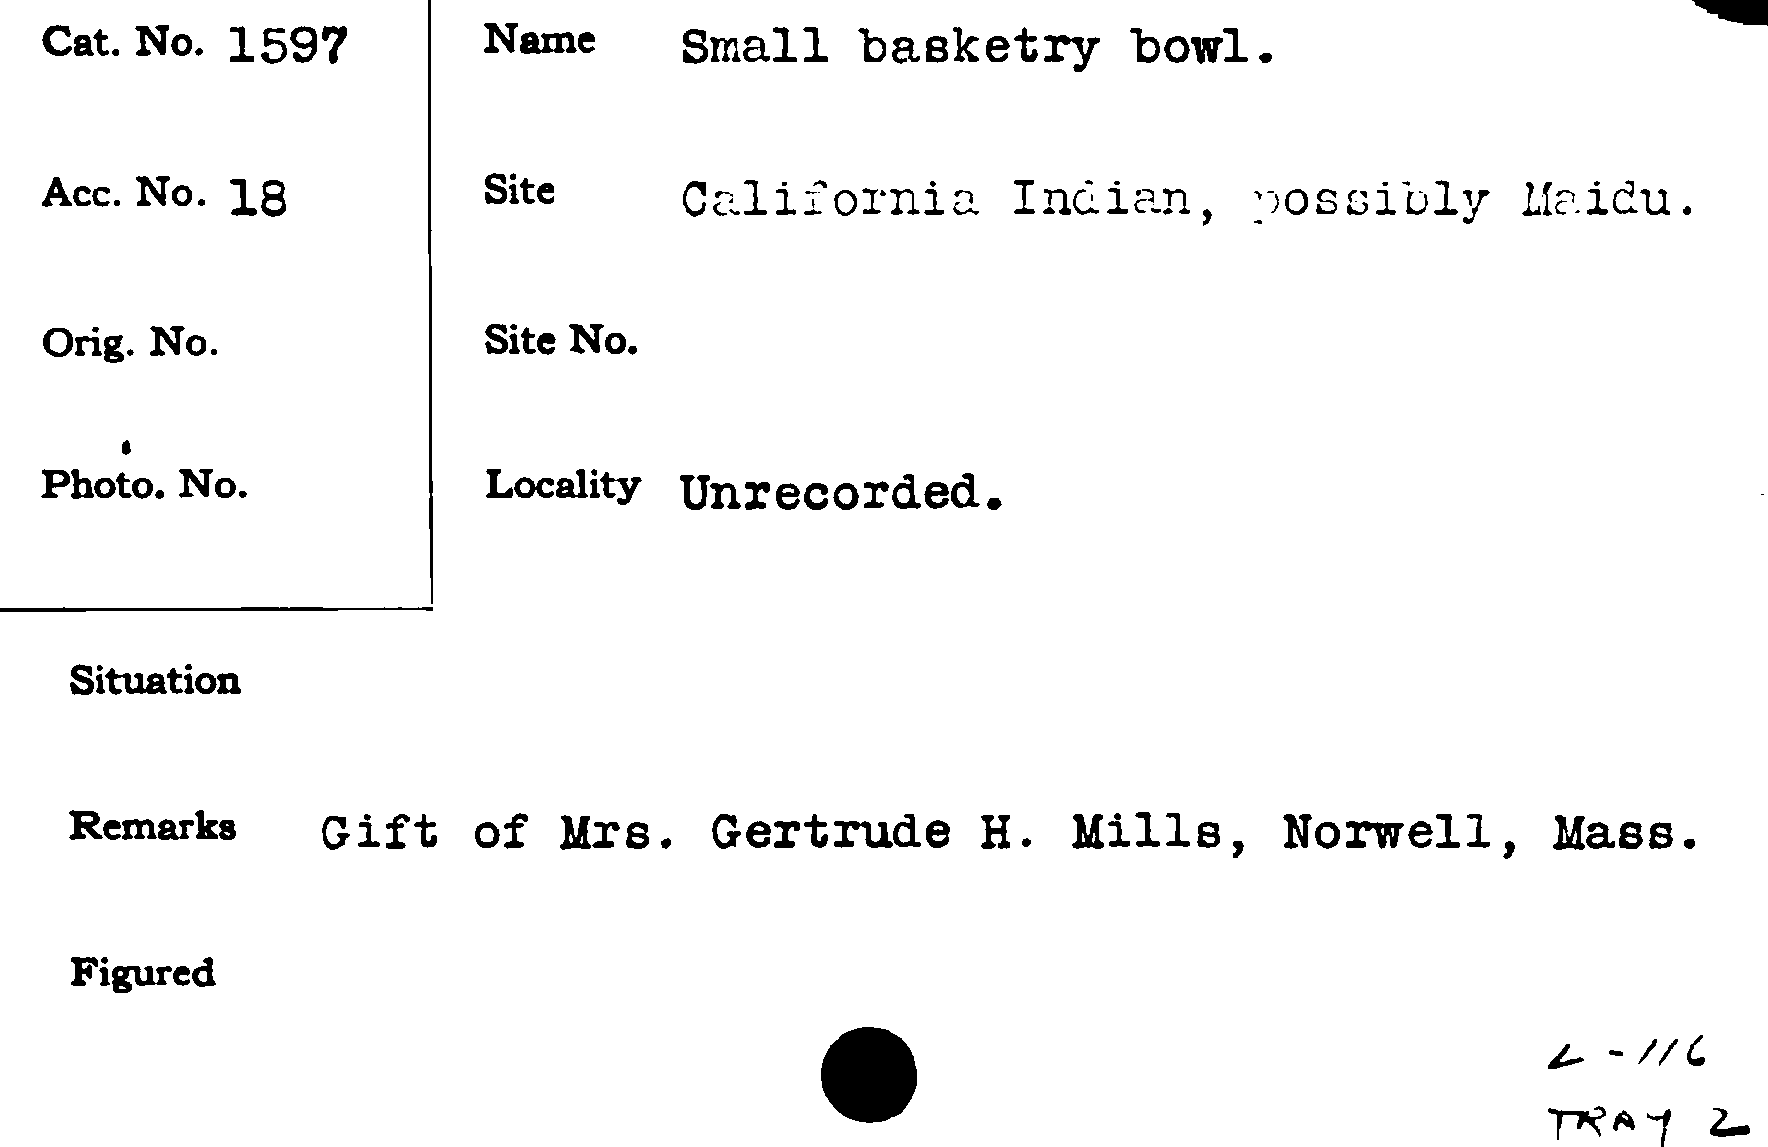 Cat. No. 1597
Name Small basketry bowl.
Acc. No. 18
Site California Indian, possibly Maidu.
Orig. No.
Site No.
Photo. No.
Locality Unrecorded.
Situation
Remarks Gift of Mrs. Gertrude H. Mills, Norwell, Mass.
Figured
L-116
TRAY 2